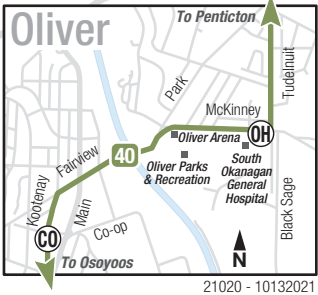 Oliver
To Penticton
Tudelnuit
Park
McKinney
Oliver Arena
OH
40
Fairview
Oliver Parks
& Recreation
South
Okanagan
General
Hospital
Kootenay
Main
Black Sage
CO
Co-op
N
To Osoyoos
21020 - 10132021